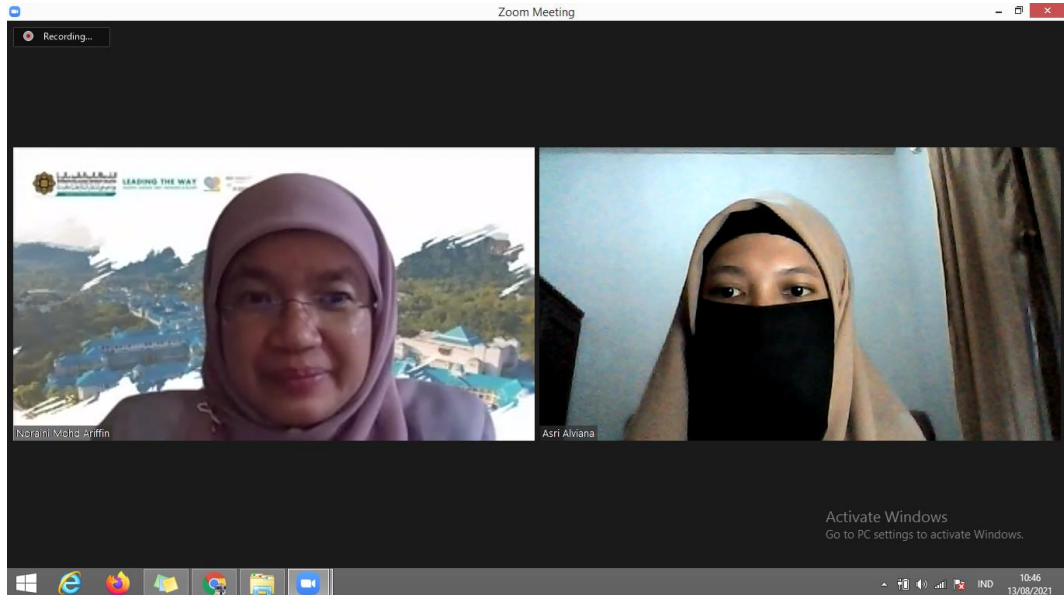 Zoom Meeting
Recording...
LEADING THE WAY
Noraini Mohd Ariffin
Asri Alviana
Activate Windows
Go to PC settings to activate Windows.
IND
10:46
13/08/2021